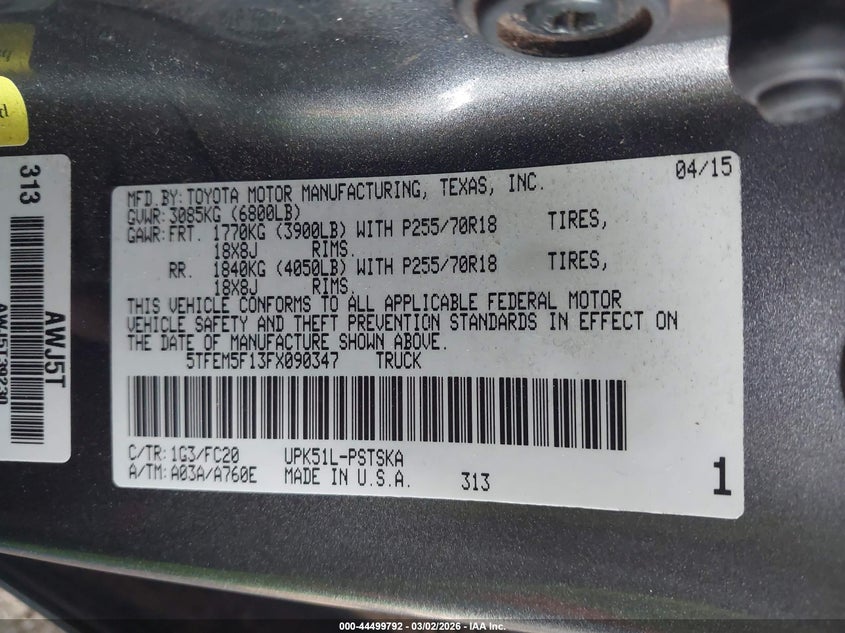 313
AWJ5T
MFD.BY: TOYOTA MOTOR MANUFACTURING, TEXAS, INC. 04/15
GVWR: 3085KG (6800LB)
GAWR: FRT. 1770KG (3900LB) WITH P255/70R18 TIRES,
18X8J RIMS.
RR. 1840KG (4050LB) WITH P255/70R18 TIRES,
18X8J RIMS.
THIS VEHICLE CONFORMS TO ALL APPLICABLE FEDERAL MOTOR
VEHICLE SAFETY AND THEFT PREVENTION STANDARDS IN EFFECT ON
THE DATE OF MANUFACTURE SHOWN ABOVE.
5TFEM5F13FX090347 TRUCK
C/TR: 1G3/FC20 UPK51L-PSTSKA
A/TM: A03A/A760E MADE IN U.S.A. 313 1
000-44499792 - 03/02/2026 - IAA Inc.